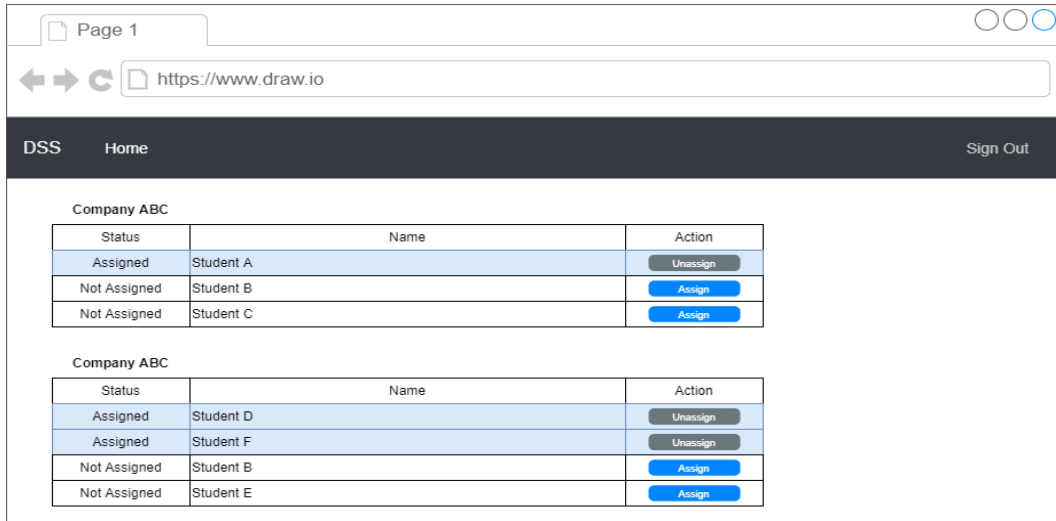 Page 1
https://www.draw.io
DSS Home Sign Out
Company ABC
Status Name Action
Assigned Student A Unassign
Not Assigned Student B Assign
Not Assigned Student C Assign
Company ABC
Status Name Action
Assigned Student D Unassign
Assigned Student F Unassign
Not Assigned Student B Assign
Not Assigned Student E Assign